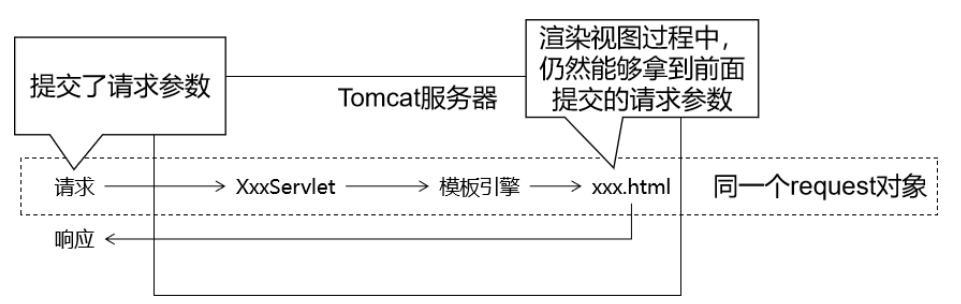 提交了请求参数
渲染视图过程中，
仍然能够拿到前面
提交的请求参数
Tomcat服务器
请求
XxxServlet
模板引擎
xxx.html
同一个request对象
响应